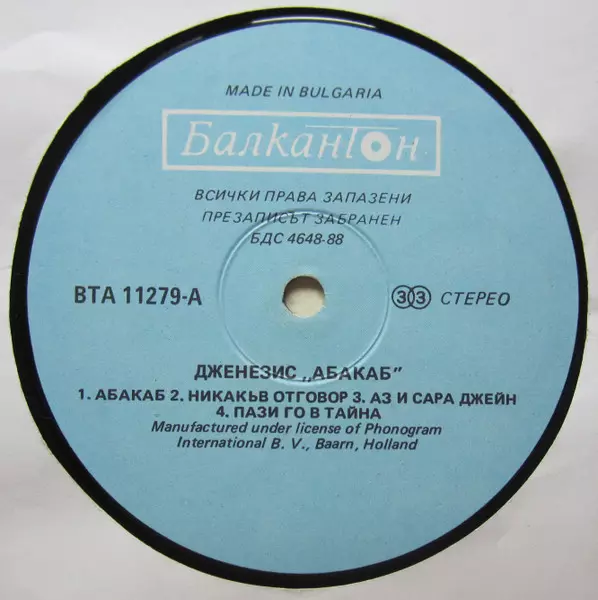 MADE IN BULGARIA
Балкантон
ВСИЧКИ ПРАВА ЗАПАЗЕНИ
ПРЕЗАПИСЪТ ЗАБРАНЕН
БДС 4648-88
ВТА 11279-А
33 СТЕРЕО
ДЖЕНЕЗИС „АБАКАБ"
1. АБАКАБ 2. НИКАКЪВ ОТГОВОР 3. АЗ И САРА ДЖЕЙН
4. ПАЗИ ГО В ТАЙНА
Manufactured under license of Phonogram
International B. V., Baarn, Holland